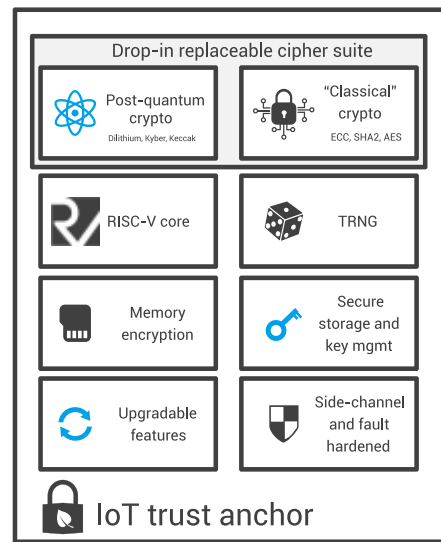 Drop-in replaceable cipher suite
Post-quantum
crypto
Dilithium, Kyber, Keccak
“Classical”
crypto
ECC, SHA2, AES
RISC-V core
TRNG
Memory
encryption
Secure
storage and
key mgmt
Upgradable
features
Side-channel
and fault
hardened
IoT trust anchor